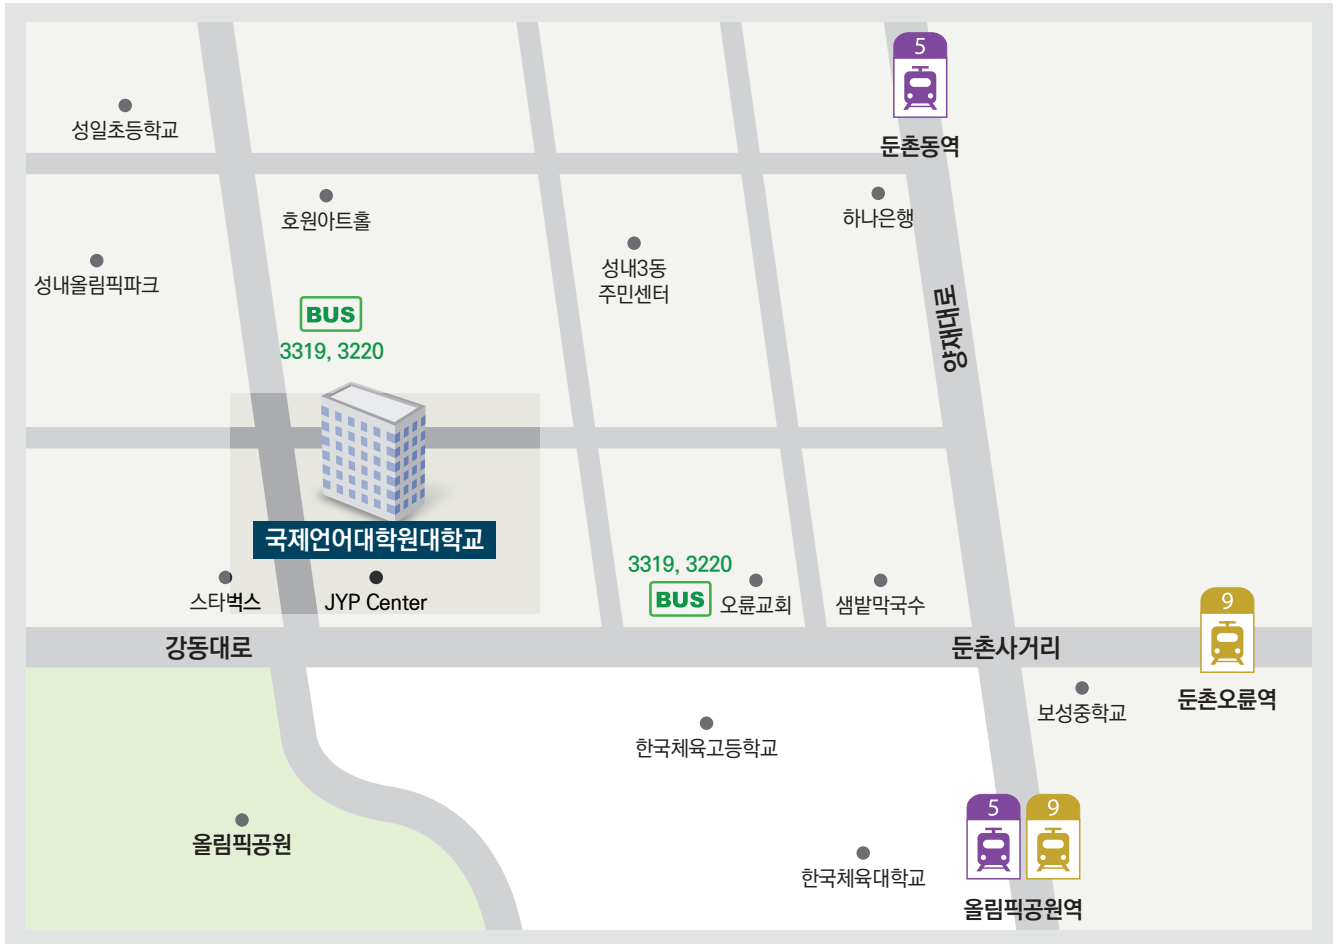 5
둔촌동역
성일초등학교
호원아트홀
하나은행
성내올림픽파크
성내3동
주민센터
양재대로
BUS
3319, 3220
국제언어대학원대학교
스타벅스
JYP Center
3319, 3220
BUS
오륜교회
샘밭막국수
9
둔촌오륜역
강동대로
둔촌사거리
보성중학교
한국체육고등학교
올림픽공원
한국체육대학교
5
9
올림픽공원역